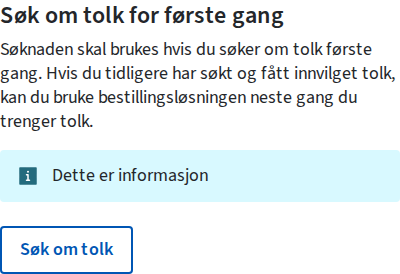 Søk om tolk for første gang
Søknaden skal brukes hvis du søker om tolk første
gang. Hvis du tidligere har søkt og fått innvilget tolk,
kan du bruke bestillingsløsningen neste gang du
trenger tolk.
Dette er informasjon
Søk om tolk